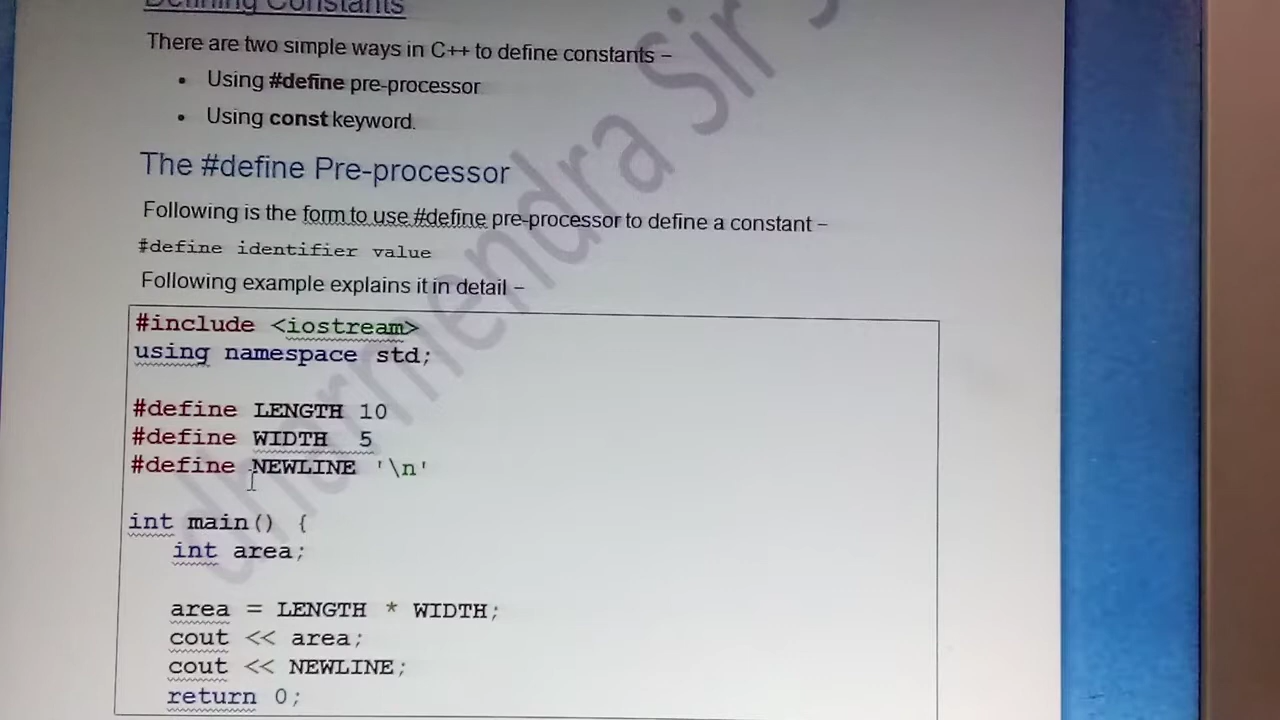 Defining Constants
There are two simple ways in C++ to define constants –
• Using #define pre-processor
• Using const keyword.
The #define Pre-processor
Following is the form to use #define pre-processor to define a constant –
#define identifier value
Following example explains it in detail –
#include <iostream>
using namespace std;
#define LENGTH 10
#define WIDTH  5
#define NEWLINE '\n'
int main() {
int area;
area = LENGTH * WIDTH;
cout << area;
cout << NEWLINE;
return 0;
dharmendra Sir